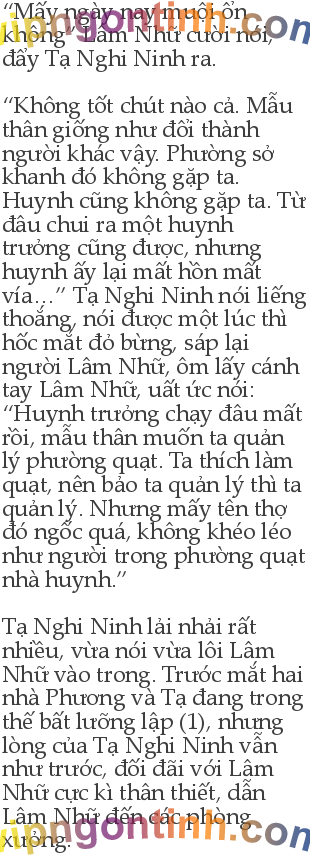 “Mấy ngày nay muội ổn
không” Lâm Nhữ cười nói,
đẩy Tạ Nghi Ninh ra.
“Không tốt chút nào cả. Mẫu
thân giống như đổi thành
người khác vậy. Phường sở
khanh đó không gặp ta.
Huynh cũng không gặp ta. Từ
đâu chui ra một huynh
trưởng cũng được, nhưng
huynh ấy lại mất hồn mất
vía...” Tạ Nghi Ninh nói liếng
thoắng, nói được một lúc thì
hốc mắt đỏ bừng, sáp lại
người Lâm Nhữ, ôm lấy cánh
tay Lâm Nhữ, uất ức nói:
“Huynh trưởng chạy đâu mất
rồi, mẫu thân muốn ta quản
lý phường quạt. Ta thích làm
quạt, nên bảo ta quản lý thì ta
quản lý. Nhưng mấy tên thợ
đó ngốc quá, không khéo léo
như người trong phường quạt
nhà huynh.”
Tạ Nghi Ninh lải nhải rất
nhiều, vừa nói vừa lôi Lâm
Nhữ vào trong. Trước mắt hai
nhà Phương và Tạ đang trong
thế bất lưỡng lập (1), nhưng
lòng của Tạ Nghi Ninh vẫn
như trước, đối đãi với Lâm
Nhữ cực kì thân thiết, dẫn
Lâm Nhữ đến các phòng
xưởng.
vipngontinh.com
vipngontinh.com